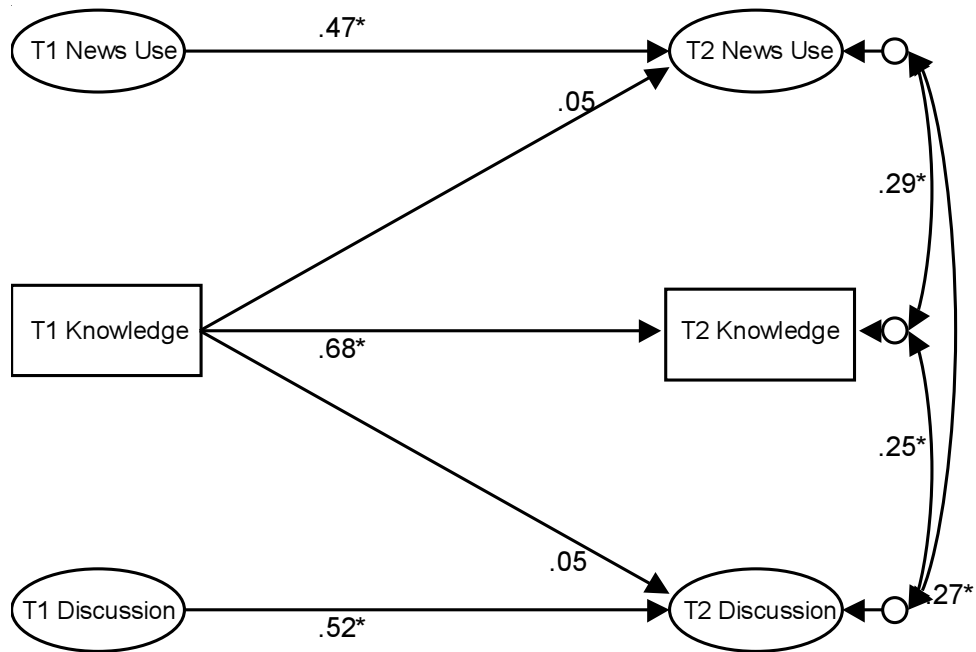 .47*
T1 News Use
T2 News Use
.05
.29*
T1 Knowledge
T2 Knowledge
.68*
.25*
.05
T1 Discussion
T2 Discussion
.27*
.52*